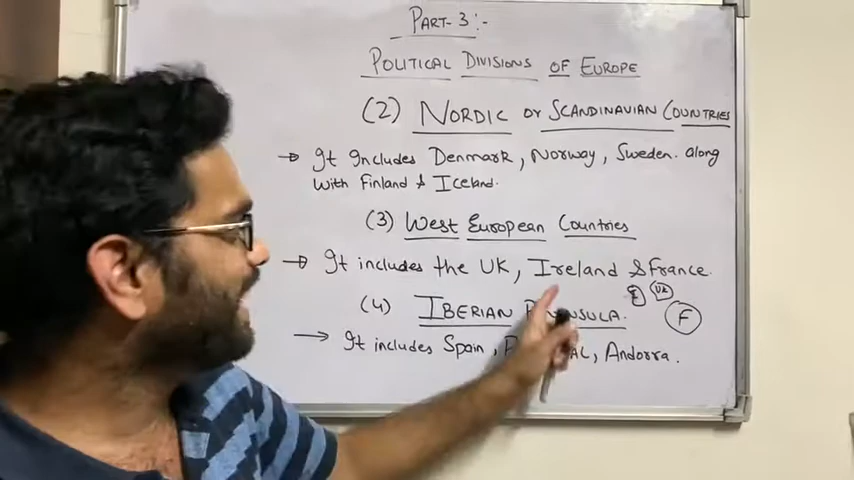 PART-3:-
POLITICAL DIVISIONS OF EUROPE
(2) NORDIC or SCANDINAVIAN COUNTRIES
→ It Includes Denmark, Norway, Sweden. along
with Finland & Iceland.
(3) West European Countries
→ It includes the UK, Ireland & France.
UK
F
(4) IBERIAN PENINSULA.
→ It includes Spain, Andorra.